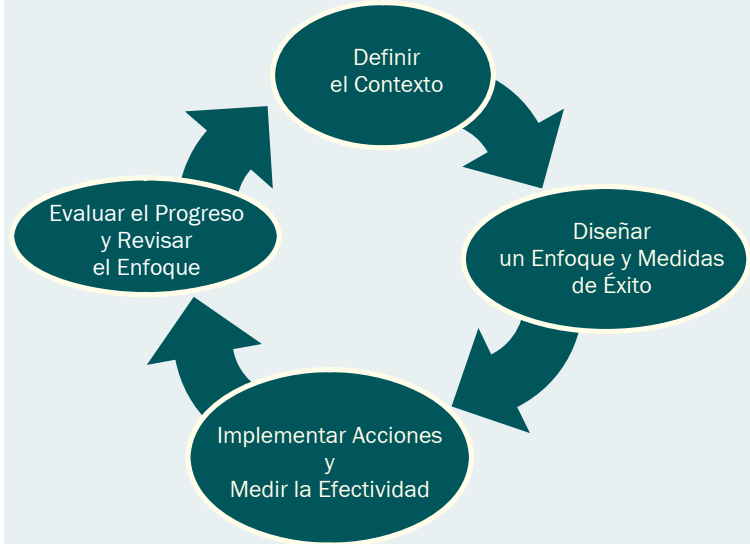 Definir
el Contexto
Diseñar
un Enfoque y Medidas
de Éxito
Implementar Acciones
y
Medir la Efectividad
Evaluar el Progreso
y Revisar
el Enfoque